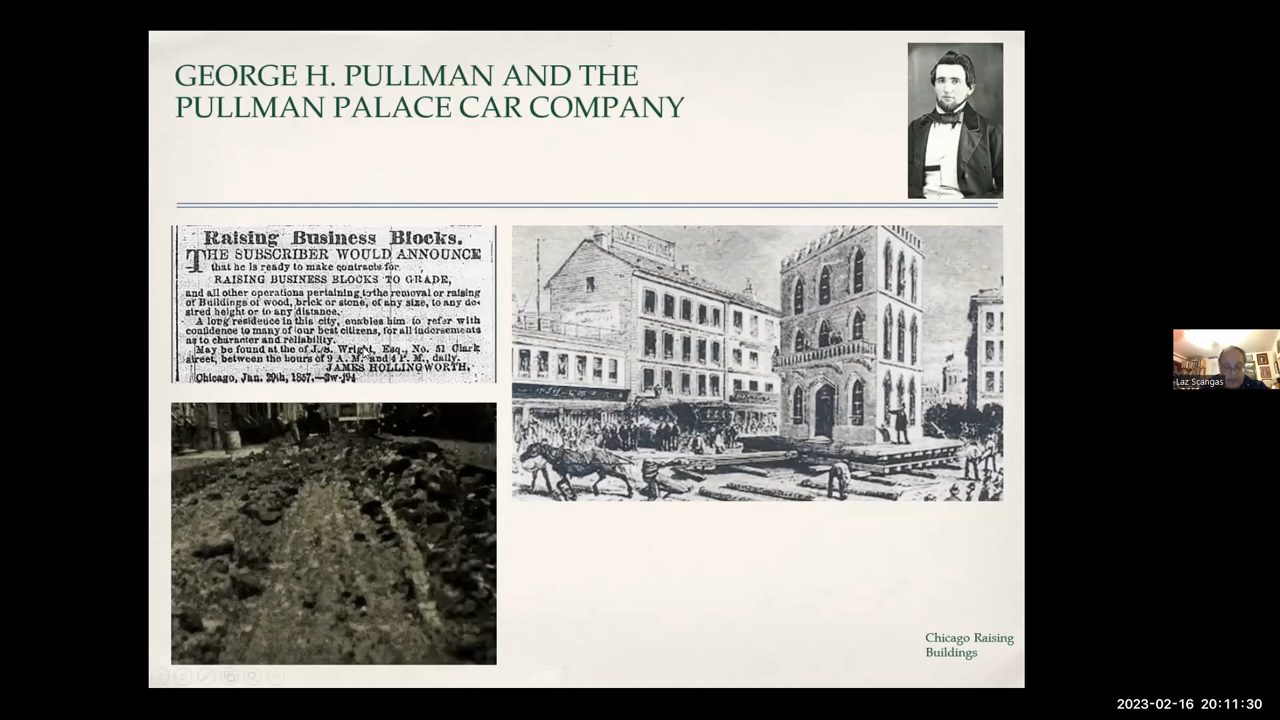 GEORGE H. PULLMAN AND THE
PULLMAN PALACE CAR COMPANY
Raising Business Blocks.
THE SUBSCRIBER WOULD ANNOUNCE
that he is ready to make contracts for
RAISING BUSINESS BLOCKS TO GRADE,
and all other operations pertaining to the removal or raising
of Buildings of wood, brick or stone, of any size, to any de-
sired height or to any distance.
A long residence in this city, enables him to refer with
confidence to many of our best citizens, for all indorsements
as to character and reliability.
May be found at the of J. S. Wright, Esq., No. 51 Clark
street, between the hours of 9 A. M. and 4 P. M., daily.
JAMES HOLLINGWORTH,
Chicago, Jan. 29th, 1857.
Chicago Raising
Buildings
Laz Scangas
2023-02-16 20:11:30